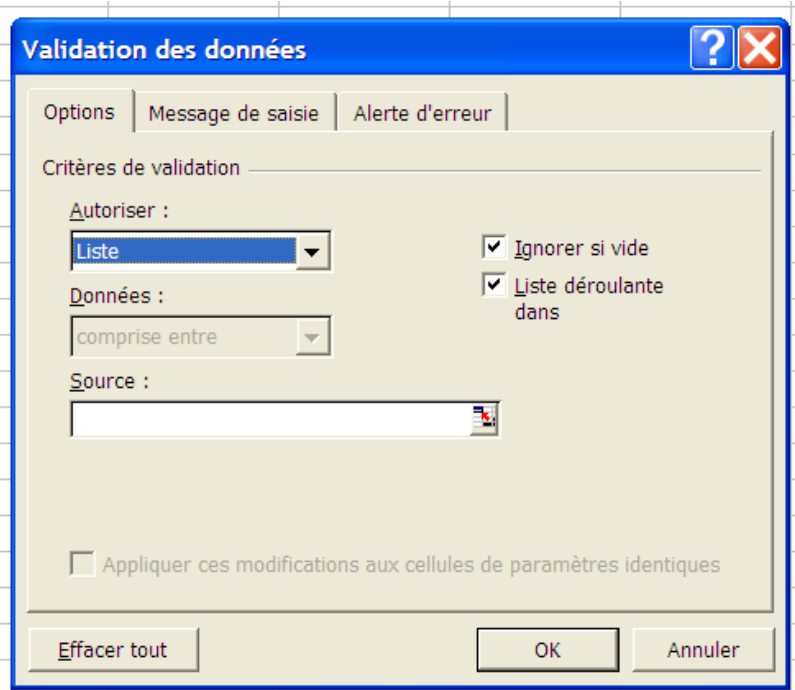 Validation des données
Options
Message de saisie
Alerte d'erreur
Critères de validation
Autoriser :
Liste
Ignorer si vide
Liste déroulante
dans
Données :
comprise entre
Source :
Appliquer ces modifications aux cellules de paramètres identiques
Effacer tout
OK
Annuler